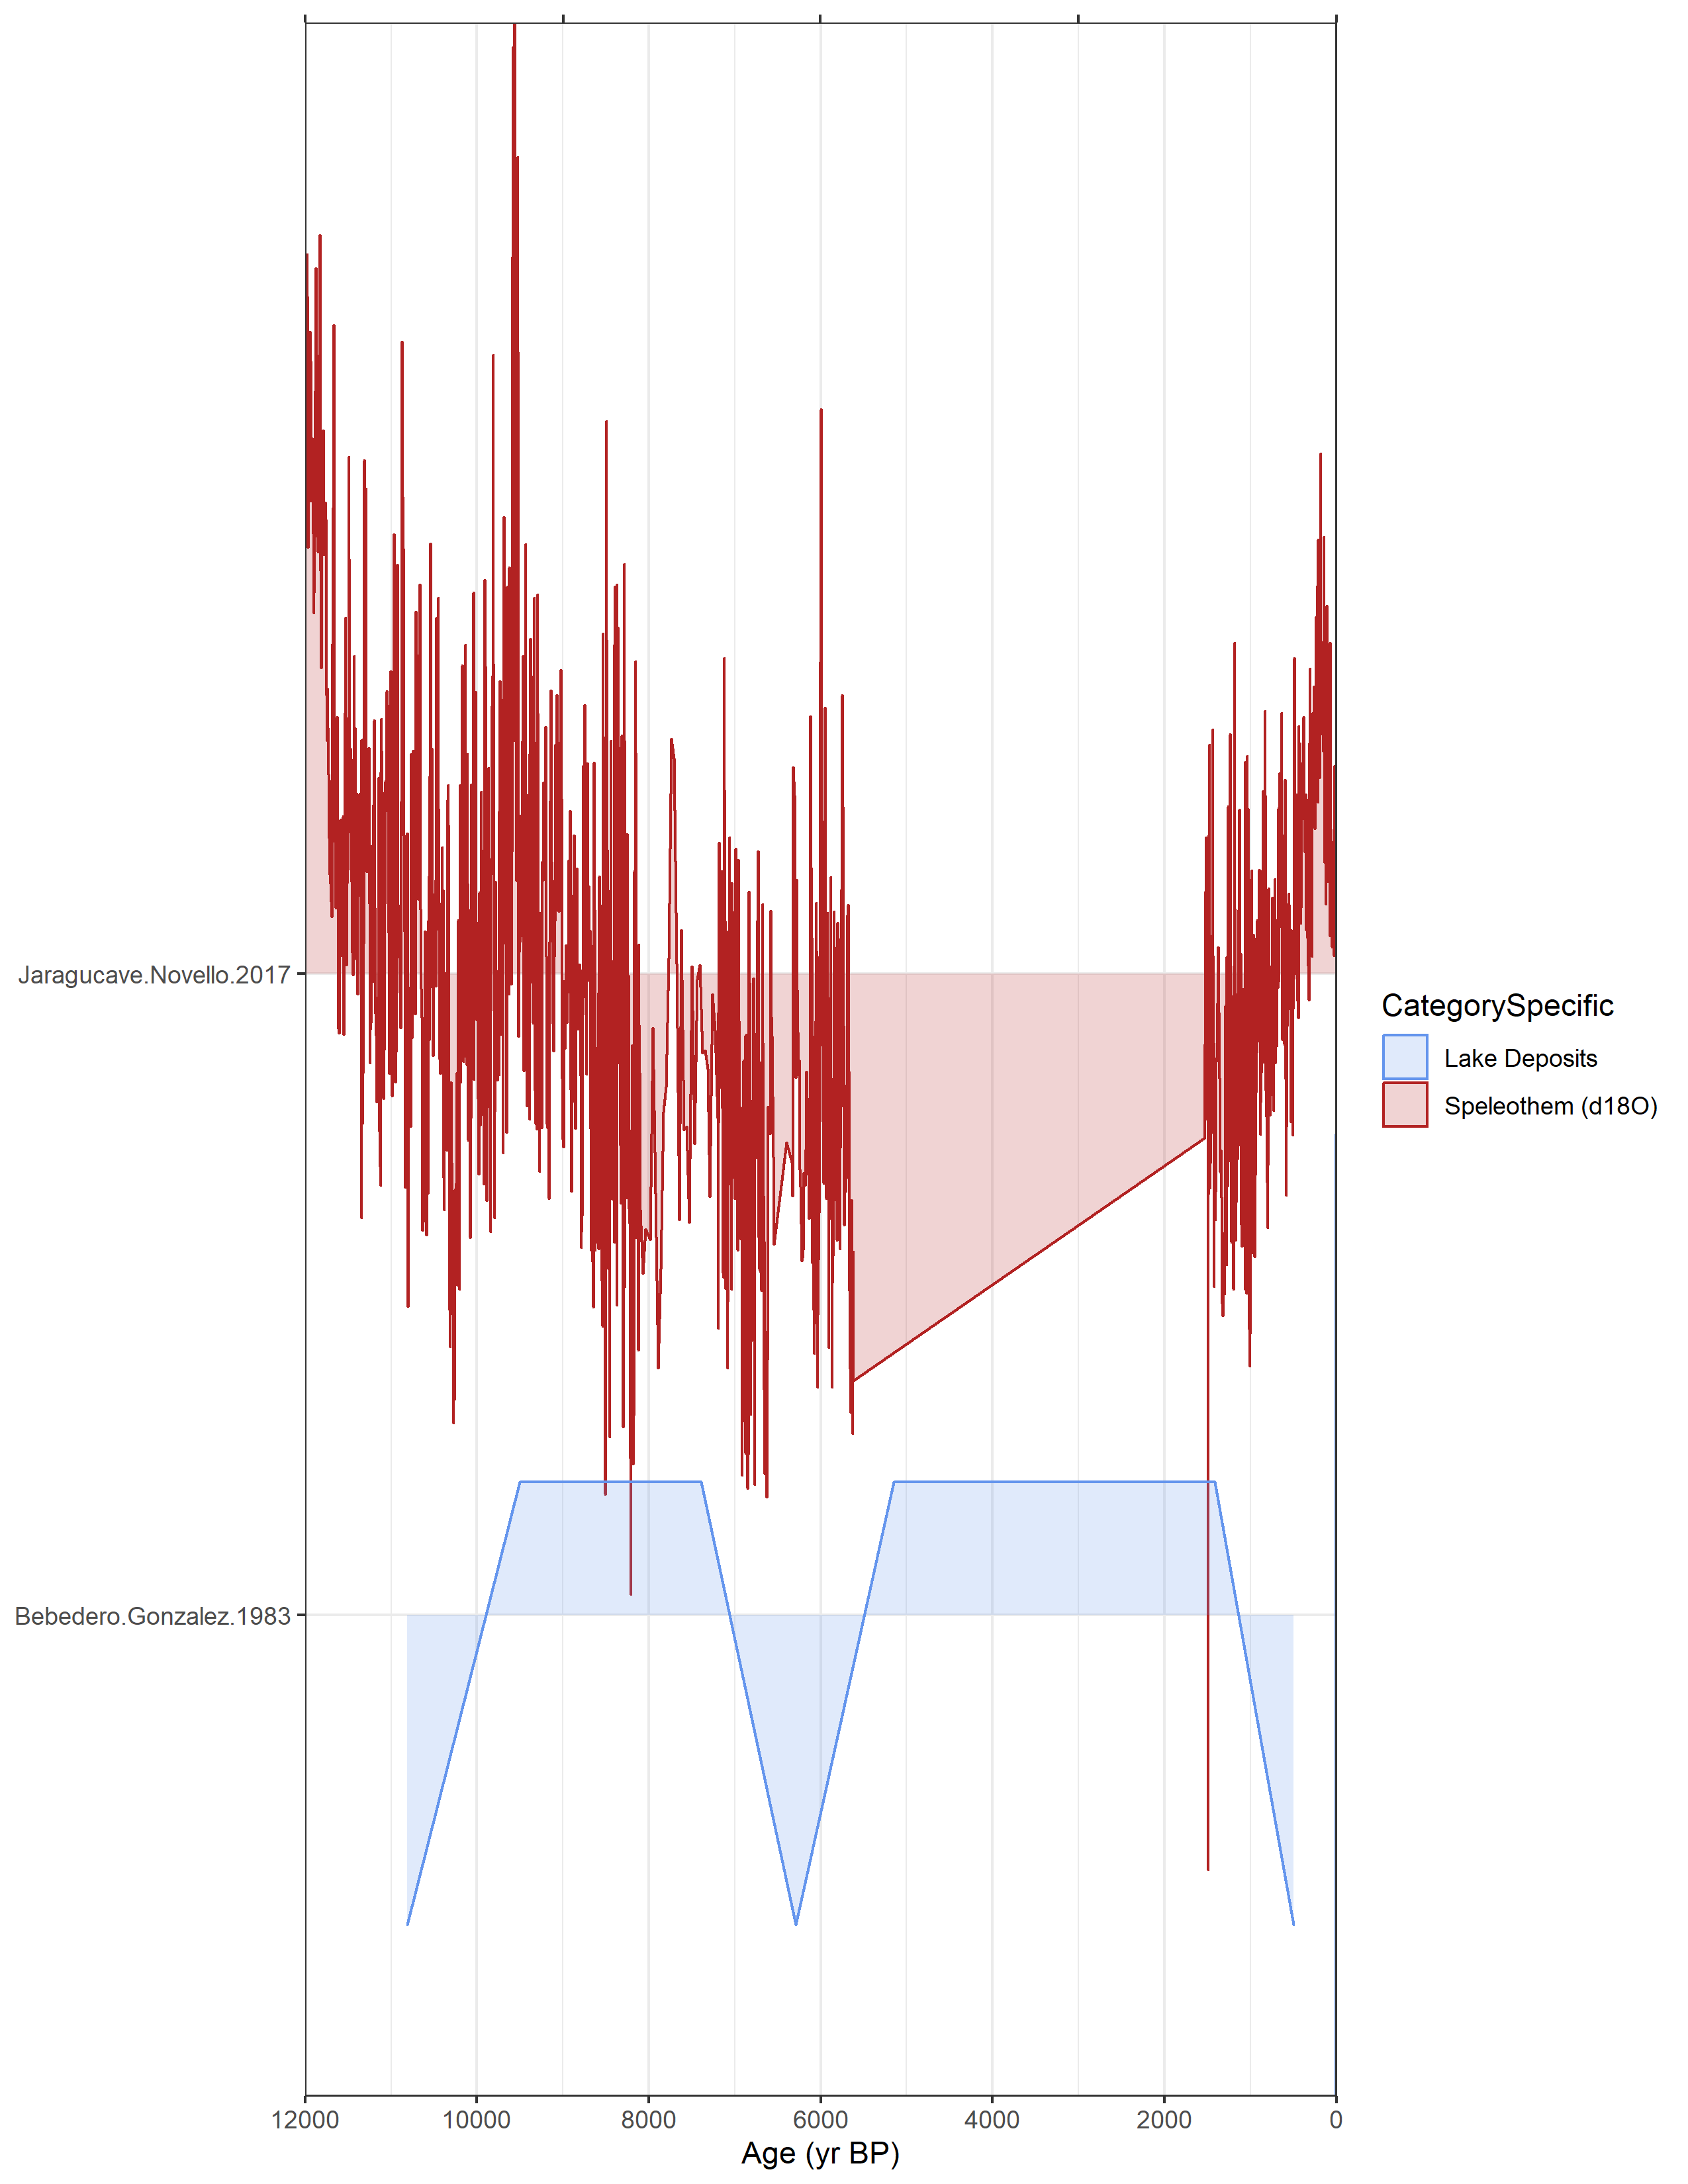 Jaragucave.Novello.2017
Bebedero.Gonzalez.1983
12000 10000 8000 6000 4000 2000 0
Age (yr BP)
CategorySpecific
Lake Deposits
Speleothem (d18O)